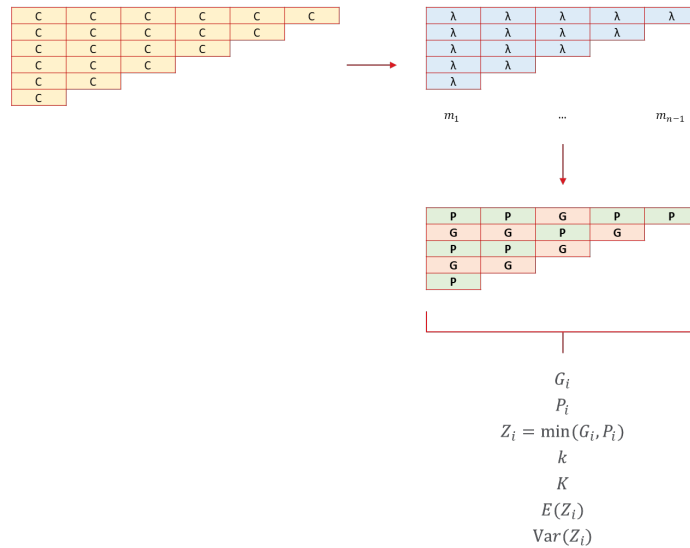 C C C C C C
C C C C C
C C C C
C C C
C C
C
λ λ λ λ λ
λ λ λ λ
λ λ λ
λ λ
λ
m₁ ... mₙ₋₁
P P G P P
G G P G
P P G
G G
P
Gᵢ
Pᵢ
Zᵢ = min(Gᵢ, Pᵢ)
k
K
E(Zᵢ)
Var(Zᵢ)